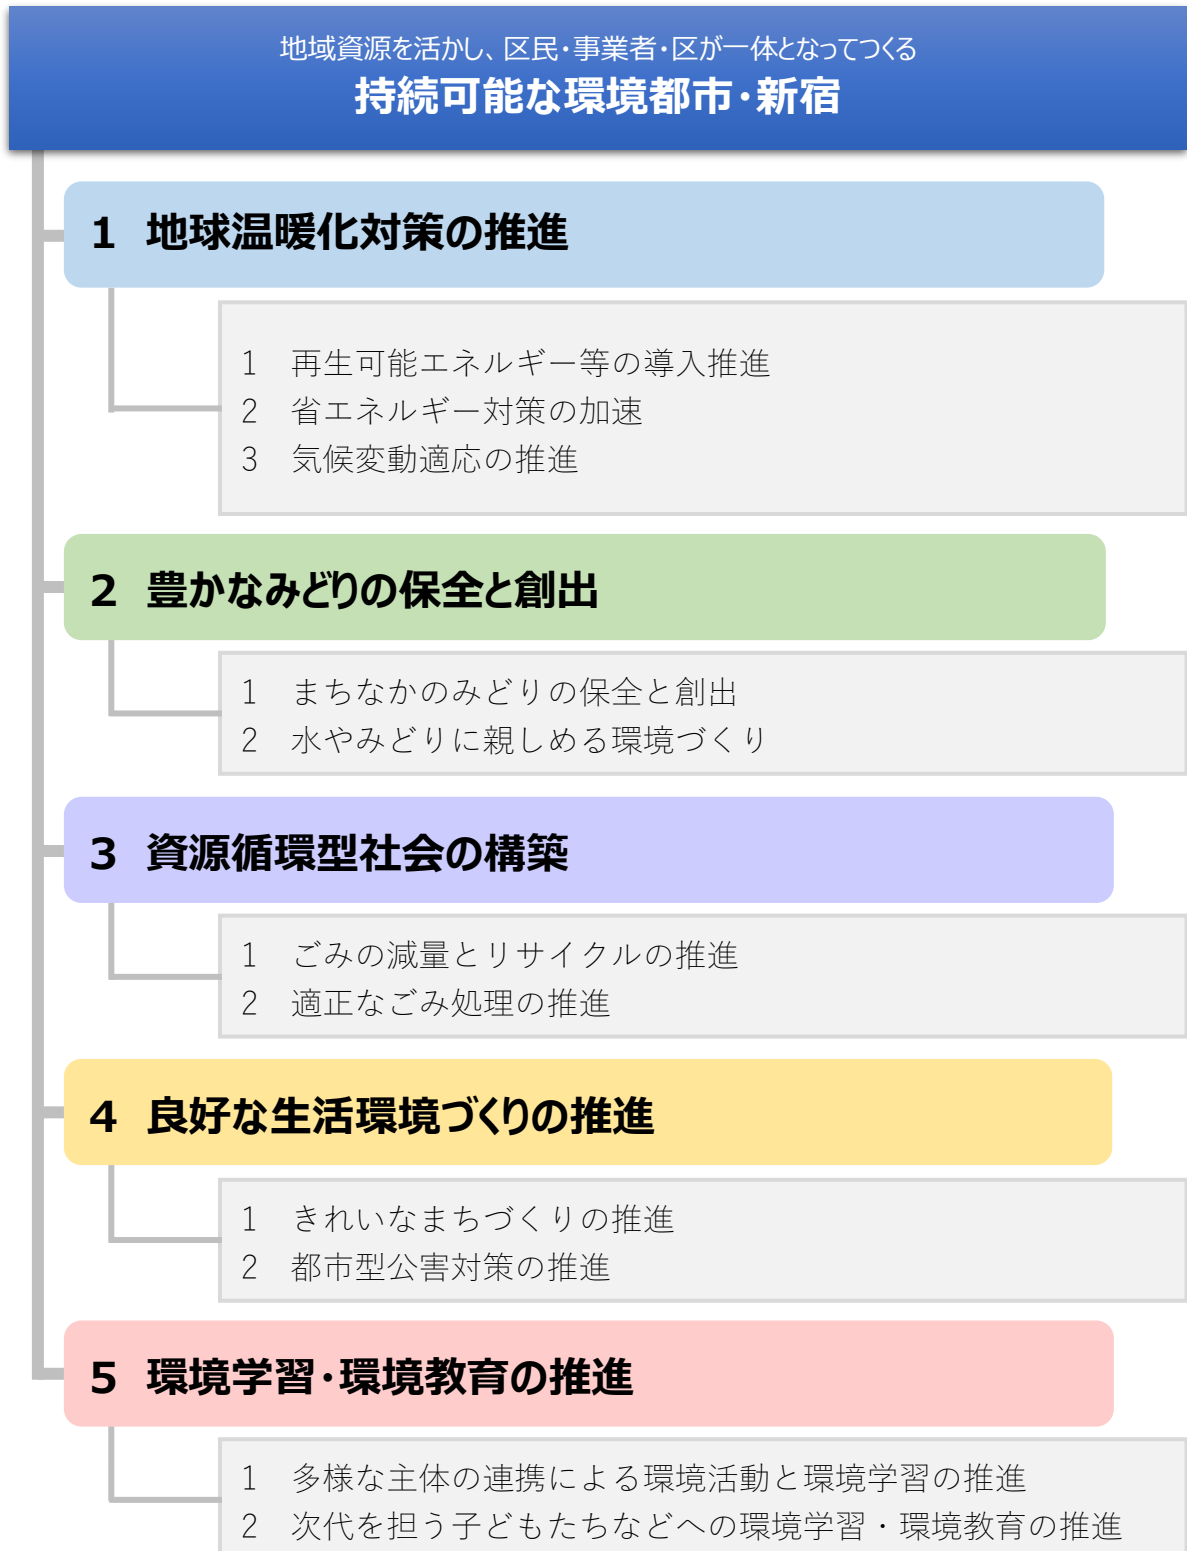 地域資源を活かし、区民・事業者・区が一体となってつくる
持続可能な環境都市・新宿
1 地球温暖化対策の推進
1 再生可能エネルギー等の導入推進
2 省エネルギー対策の加速
3 気候変動適応の推進
2 豊かなみどりの保全と創出
1 まちなかのみどりの保全と創出
2 水やみどりに親しめる環境づくり
3 資源循環型社会の構築
1 ごみの減量とリサイクルの推進
2 適正なごみ処理の推進
4 良好な生活環境づくりの推進
1 きれいなまちづくりの推進
2 都市型公害対策の推進
5 環境学習・環境教育の推進
1 多様な主体の連携による環境活動と環境学習の推進
2 次代を担う子どもたちなどへの環境学習・環境教育の推進